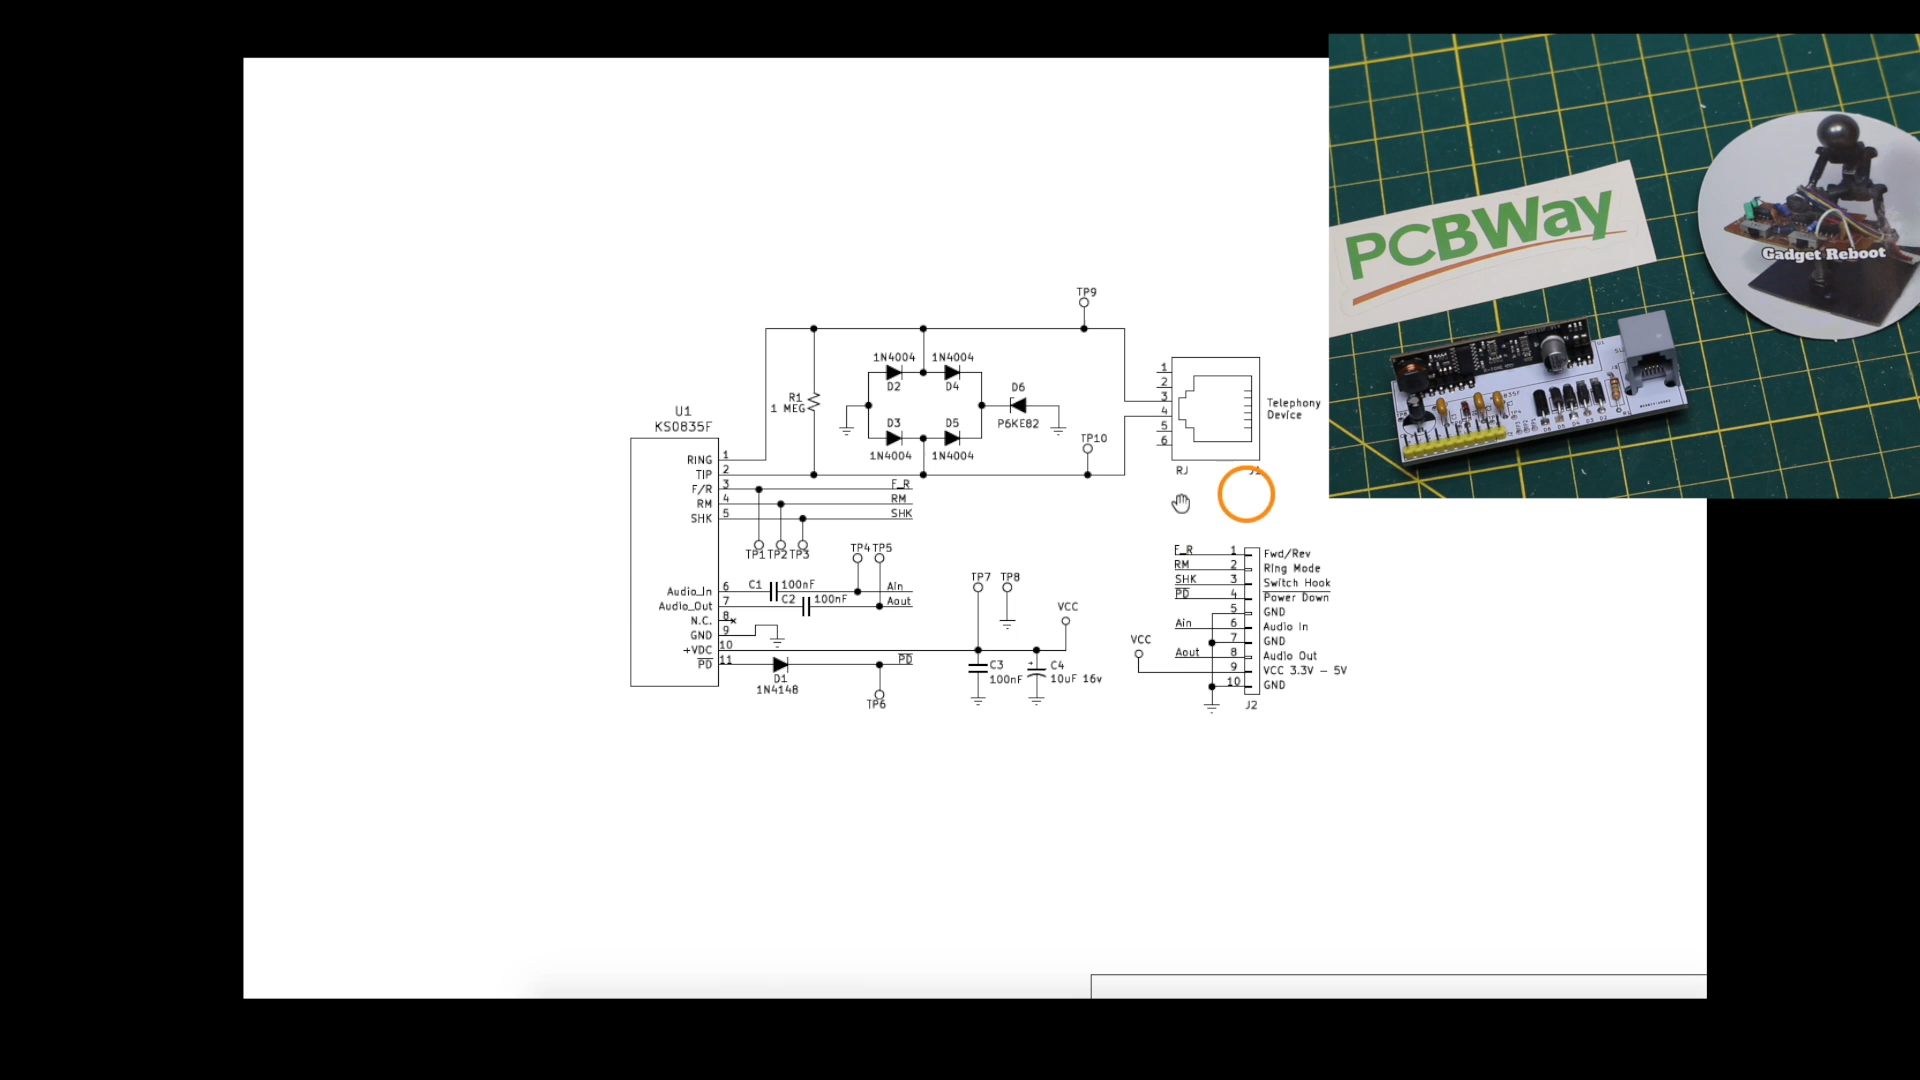 PCBWay
Gadget Reboot
TP9
1N4004 1N4004
D2 D4
D6
P6KE82
R1
1 MEG
D3 D5
1N4004 1N4004
TP10
1
2
3
4
5
6
Telephony
Device
RJ J1
U1
KS0835F
RING 1
TIP 2
F/R 3 F_R
RM 4 RM
SHK 5 SHK
TP1 TP2 TP3
TP4 TP5
Audio_In 6 C1 100nF Ain
Audio_Out 7 C2 100nF Aout
N.C. 8
GND 9
+VDC 10
PD 11 PD
D1
1N4148
TP6
TP7 TP8
VCC
C3
100nF
C4
10uF 16v
VCC
F_R 1 Fwd/Rev
RM 2 Ring Mode
SHK 3 Switch Hook
PD 4 Power Down
5 GND
Ain 6 Audio In
7 GND
Aout 8 Audio Out
9 VCC 3.3V - 5V
10 GND
J2